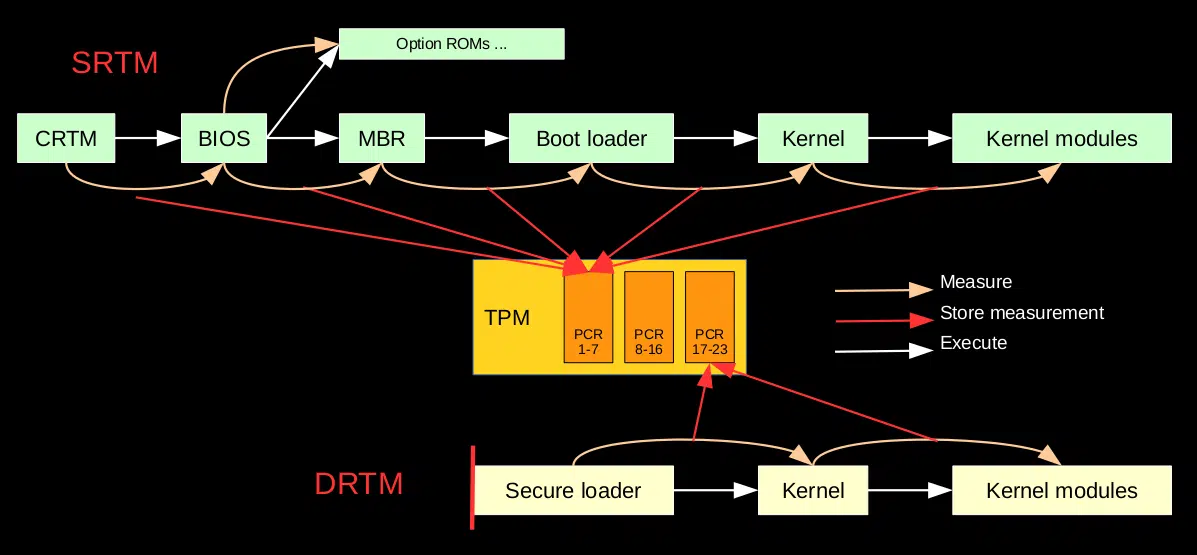 Option ROMs ...
SRTM
CRTM
BIOS
MBR
Boot loader
Kernel
Kernel modules
TPM
PCR
1-7
PCR
8-16
PCR
17-23
Measure
Store measurement
Execute
DRTM
Secure loader
Kernel
Kernel modules